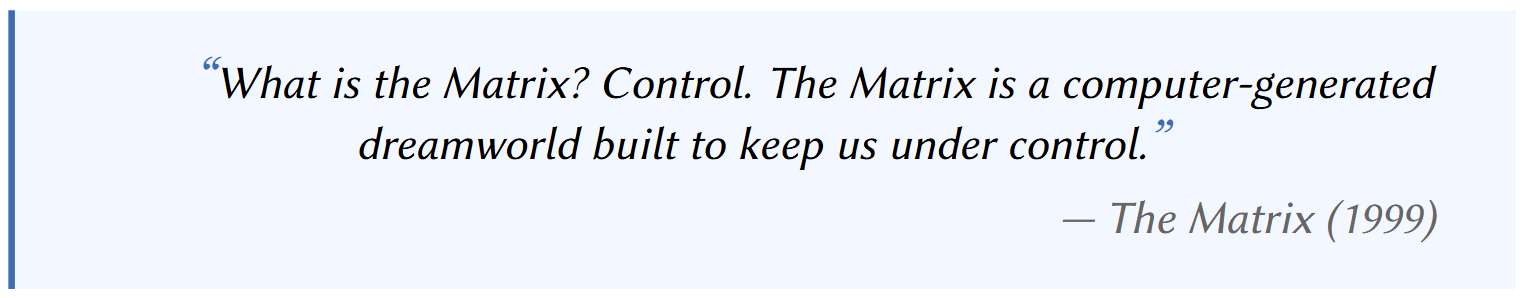 “What is the Matrix? Control. The Matrix is a computer-generated
dreamworld built to keep us under control.”
— The Matrix (1999)